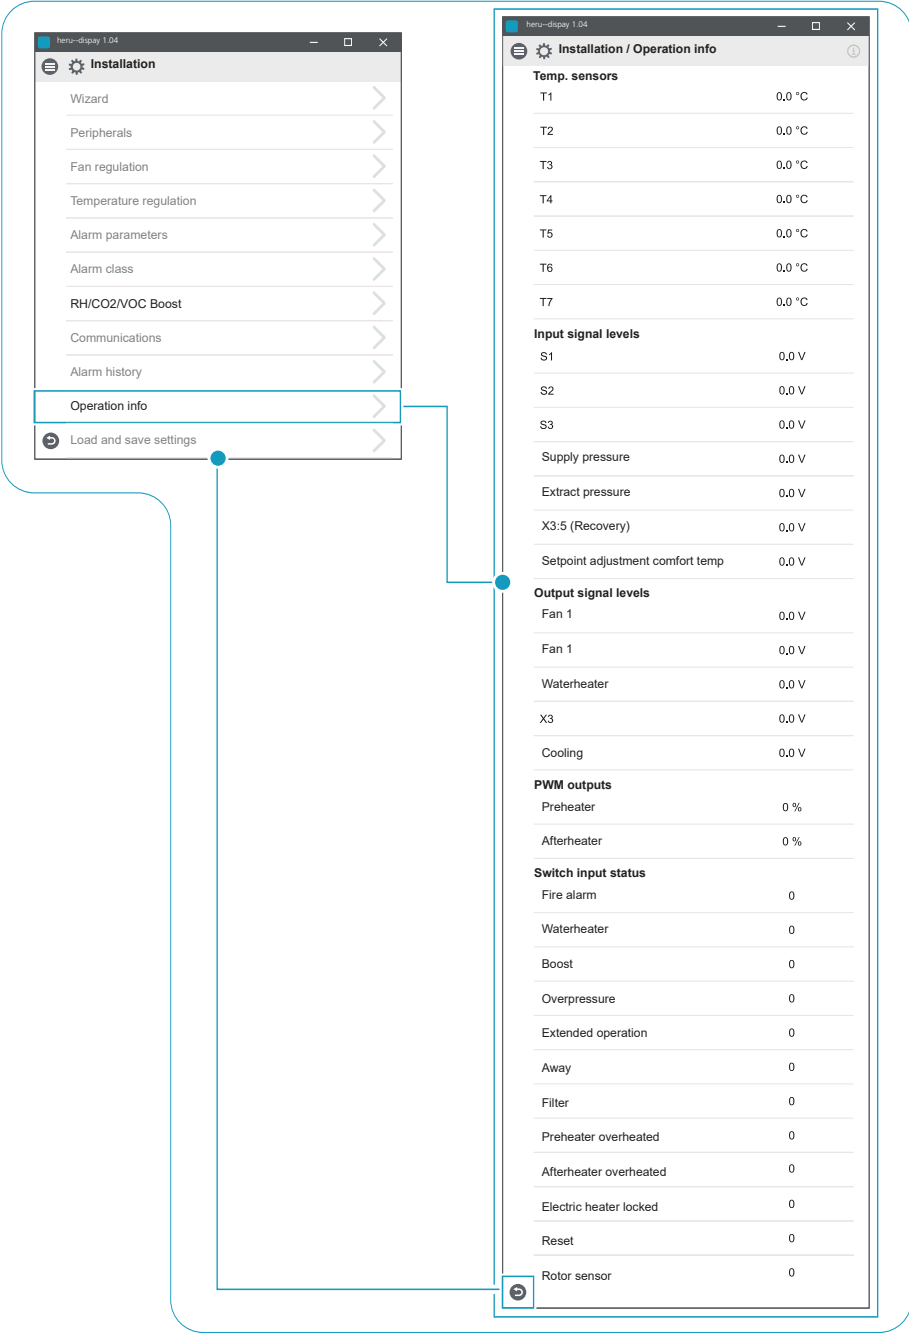 heru--dispay 1.04
Installation
Wizard
Peripherals
Fan regulation
Temperature regulation
Alarm parameters
Alarm class
RH/CO2/VOC Boost
Communications
Alarm history
Operation info
Load and save settings
heru--dispay 1.04
Installation / Operation info
Temp. sensors
T1 0.0 °C
T2 0.0 °C
T3 0.0 °C
T4 0.0 °C
T5 0.0 °C
T6 0.0 °C
T7 0.0 °C
Input signal levels
S1 0.0 V
S2 0.0 V
S3 0.0 V
Supply pressure 0.0 V
Extract pressure 0.0 V
X3:5 (Recovery) 0.0 V
Setpoint adjustment comfort temp 0.0 V
Output signal levels
Fan 1 0.0 V
Fan 1 0.0 V
Waterheater 0.0 V
X3 0.0 V
Cooling 0.0 V
PWM outputs
Preheater 0 %
Afterheater 0 %
Switch input status
Fire alarm 0
Waterheater 0
Boost 0
Overpressure 0
Extended operation 0
Away 0
Filter 0
Preheater overheated 0
Afterheater overheated 0
Electric heater locked 0
Reset 0
Rotor sensor 0